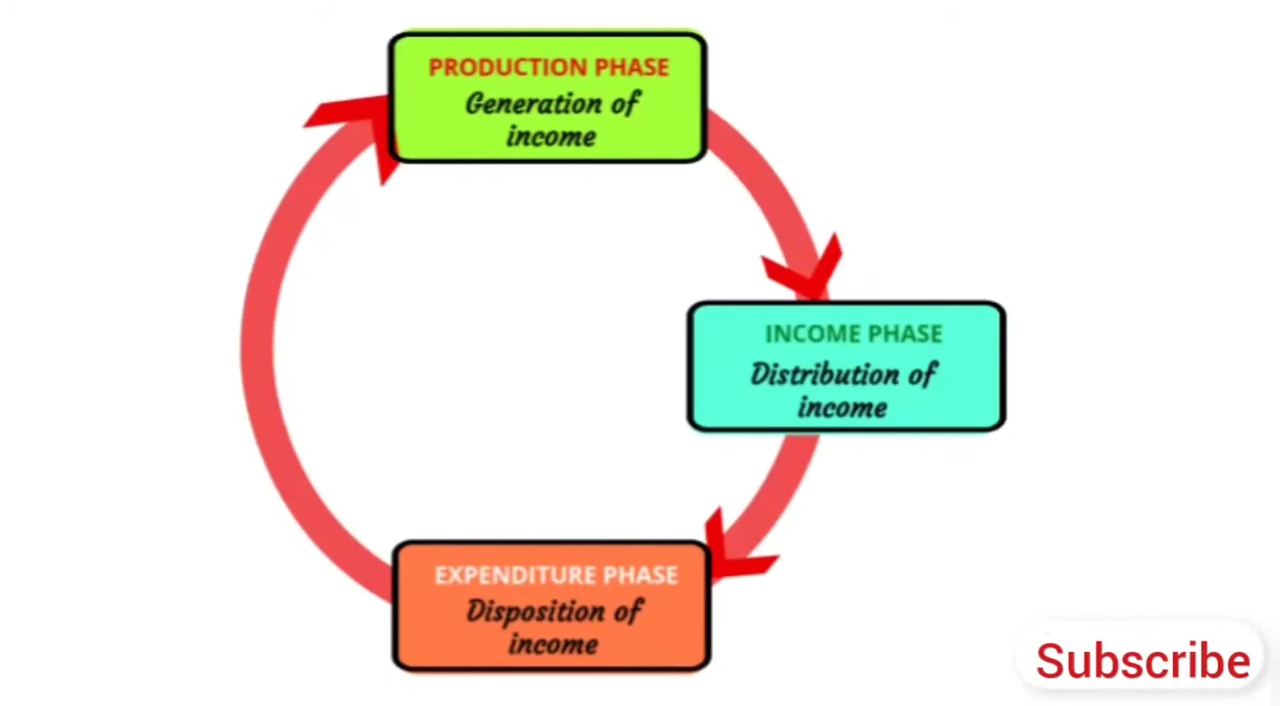 PRODUCTION PHASE
Generation of
income
INCOME PHASE
Distribution of
income
EXPENDITURE PHASE
Disposition of
income
Subscribe